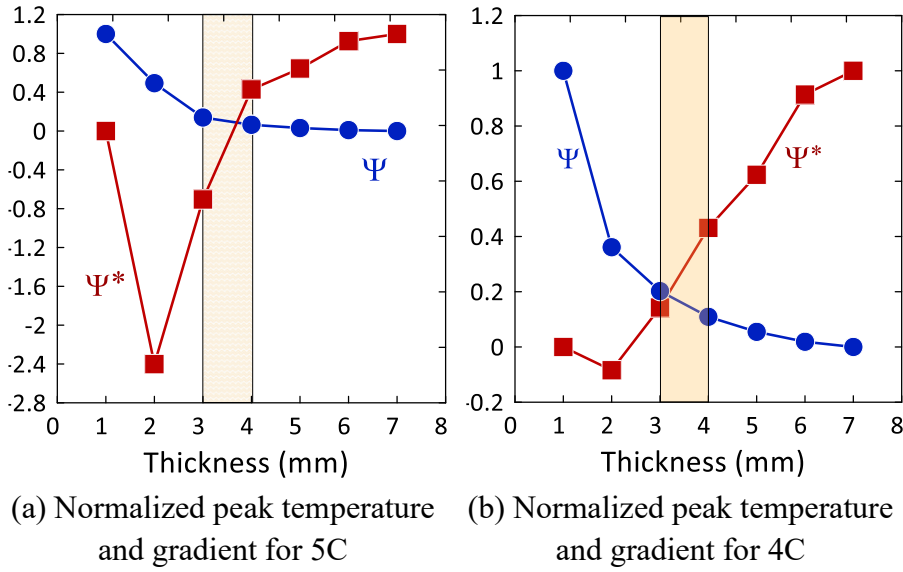 1.2
0.8
0.4
0
-0.4
-0.8
-1.2
-1.6
-2
-2.4
-2.8
Ψ
Ψ*
0 1 2 3 4 5 6 7 8
Thickness (mm)
(a) Normalized peak temperature
and gradient for 5C
1.2
1
0.8
0.6
0.4
0.2
0
-0.2
Ψ
Ψ*
0 1 2 3 4 5 6 7 8
Thickness (mm)
(b) Normalized peak temperature
and gradient for 4C